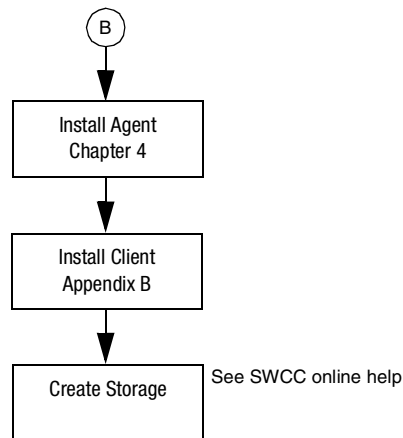 B
Install Agent
Chapter 4
Install Client
Appendix B
Create Storage
See SWCC online help